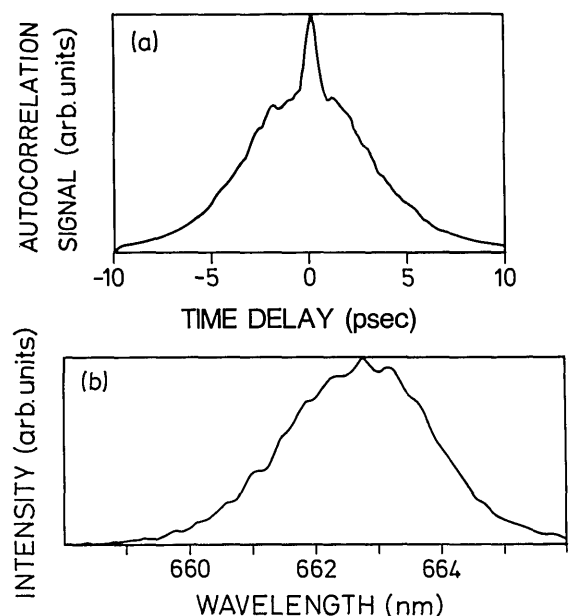 (a)
AUTOCORRELATION
SIGNAL (arb.units)
-10 -5 0 5 10
TIME DELAY (psec)
(b)
INTENSITY (arb.units)
660 662 664
WAVELENGTH (nm)